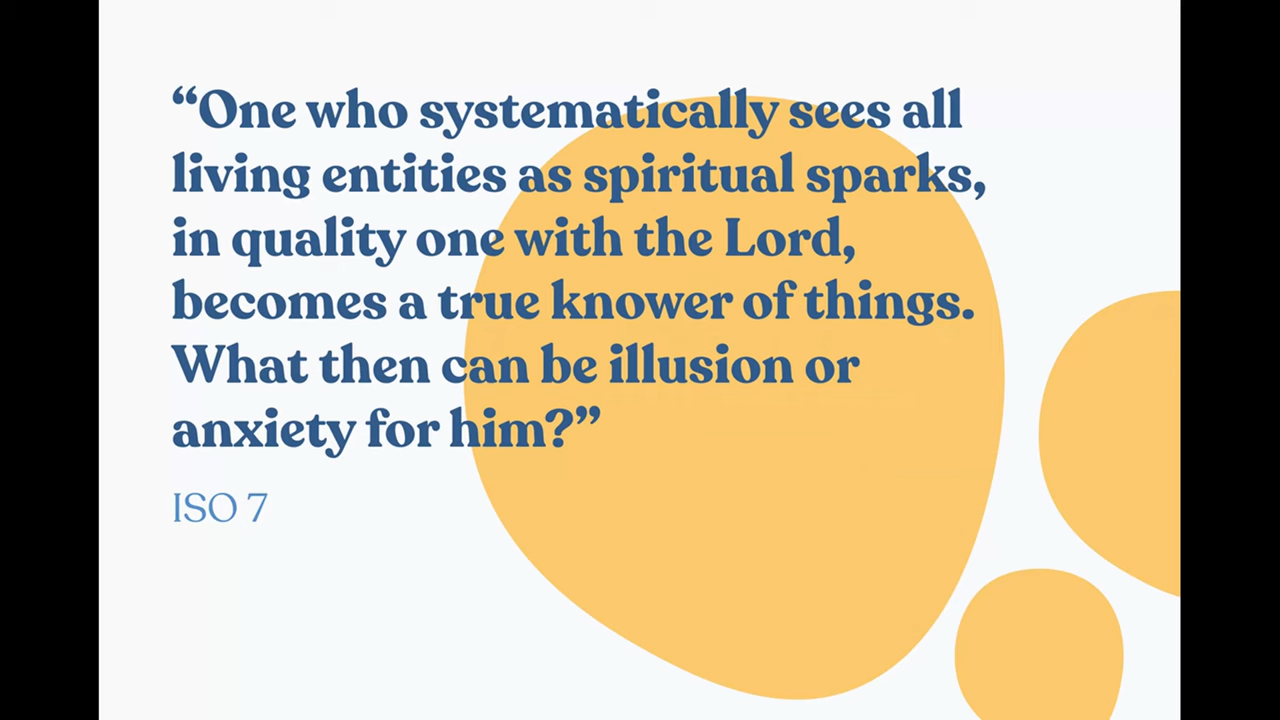 “One who systematically sees all
living entities as spiritual sparks,
in quality one with the Lord,
becomes a true knower of things.
What then can be illusion or
anxiety for him?”
ISO 7